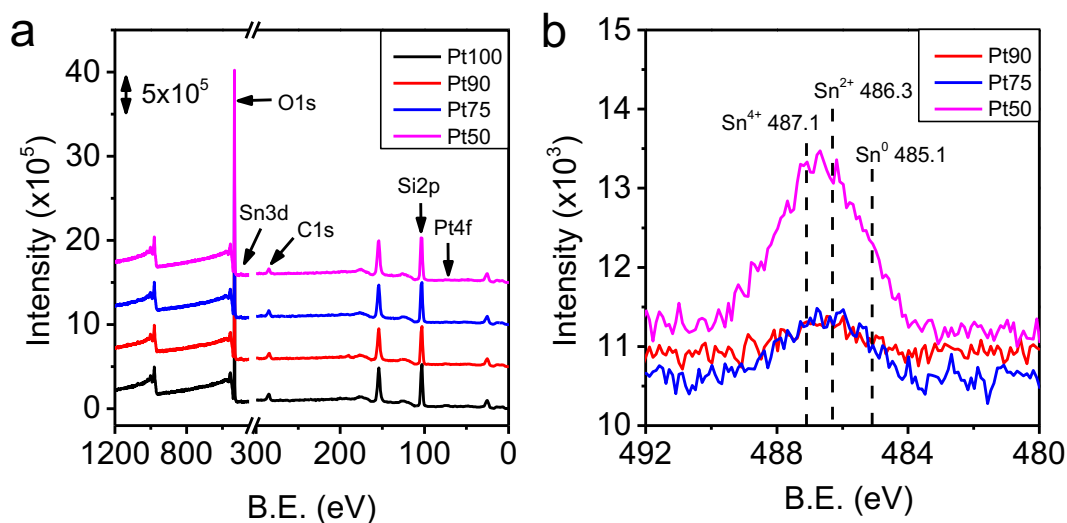 a
Intensity (x10⁵)
40
30
20
10
0
5x10⁵
O1s
Sn3d
C1s
Si2p
Pt4f
Pt100
Pt90
Pt75
Pt50
1200 800 300 200 100 0
B.E. (eV)
b
Intensity (x10³)
15
14
13
12
11
10
Sn⁴⁺ 487.1
Sn²⁺ 486.3
Sn⁰ 485.1
Pt90
Pt75
Pt50
492 488 484 480
B.E. (eV)